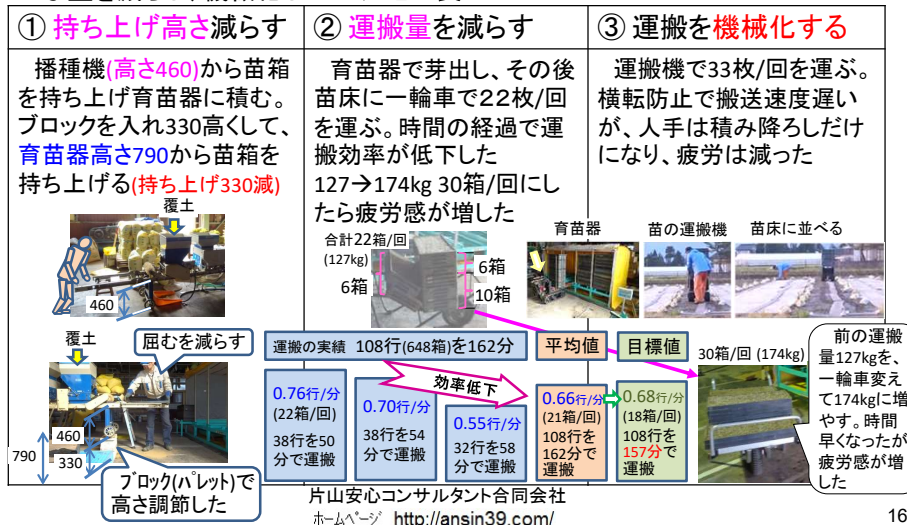 ① 持ち上げ高さ減らす
② 運搬量を減らす
③ 運搬を機械化する
播種機(高さ460)から苗箱
を持ち上げ育苗器に積む。
ブロックを入れ330高くして、
育苗器高さ790から苗箱を
持ち上げる(持ち上げ330減)
覆土
460
覆土
屈むを減らす
460
790
330
ブロック(パレット)で
高さ調節した
育苗器で芽出し、その後
苗床に一輪車で22枚/回
を運ぶ。時間の経過で運
搬効率が低下した
127→174kg 30箱/回にし
たら疲労感が増した
合計22箱/回
(127kg)
6箱
6箱
10箱
運搬機で33枚/回を運ぶ。
横転防止で搬送速度遅い
が、人手は積み降ろしだけ
になり、疲労は減った
育苗器
苗の運搬機
苗床に並べる
運搬の実績 108行(648箱)を162分
平均値
目標値
効率低下
0.76行/分
(22箱/回)
38行を50
分で運搬
0.70行/分
38行を54
分で運搬
0.55行/分
32行を58
分で運搬
0.66行/分
(21箱/回)
108行を
162分で
運搬
0.68行/分
(18箱/回)
108行を
157分で
運搬
30箱/回 (174kg)
前の運搬
量127kgを、
一輪車変え
て174kgに増
やす。時間
早くなったが
疲労感が増
した
片山安心コンサルタント合同会社
ホームページ http://ansin39.com/
16